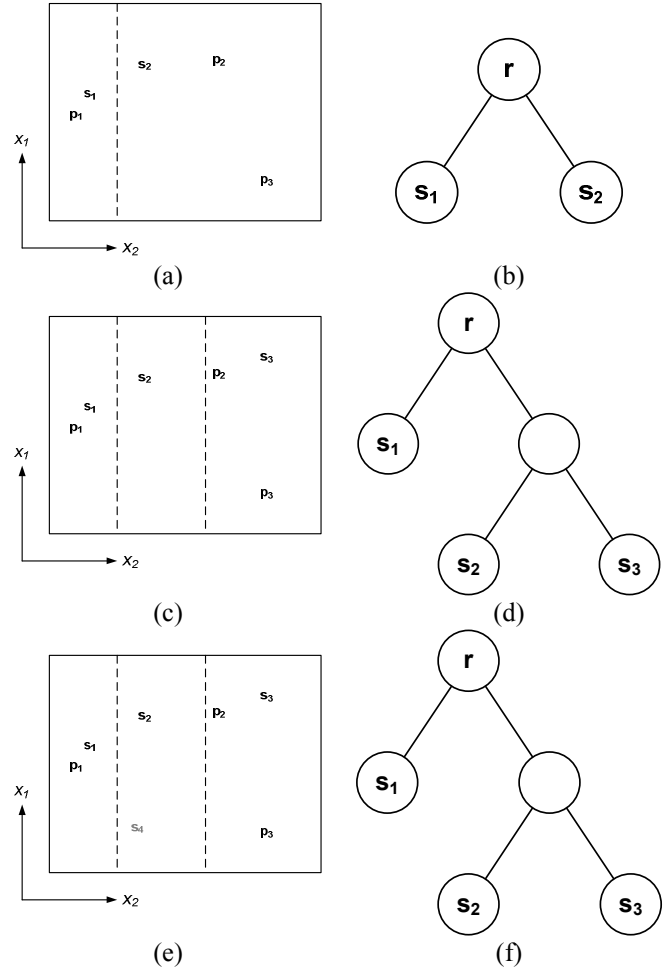 s₂
p₂
s₁
p₁
p₃
x₁
x₂
(a)
r
s₁
s₂
(b)
s₃
p₂
s₂
s₁
p₁
p₃
x₁
x₂
(c)
r
s₁
s₂
s₃
(d)
s₃
p₂
s₂
s₁
p₁
s₄
p₃
x₁
x₂
(e)
r
s₁
s₂
s₃
(f)